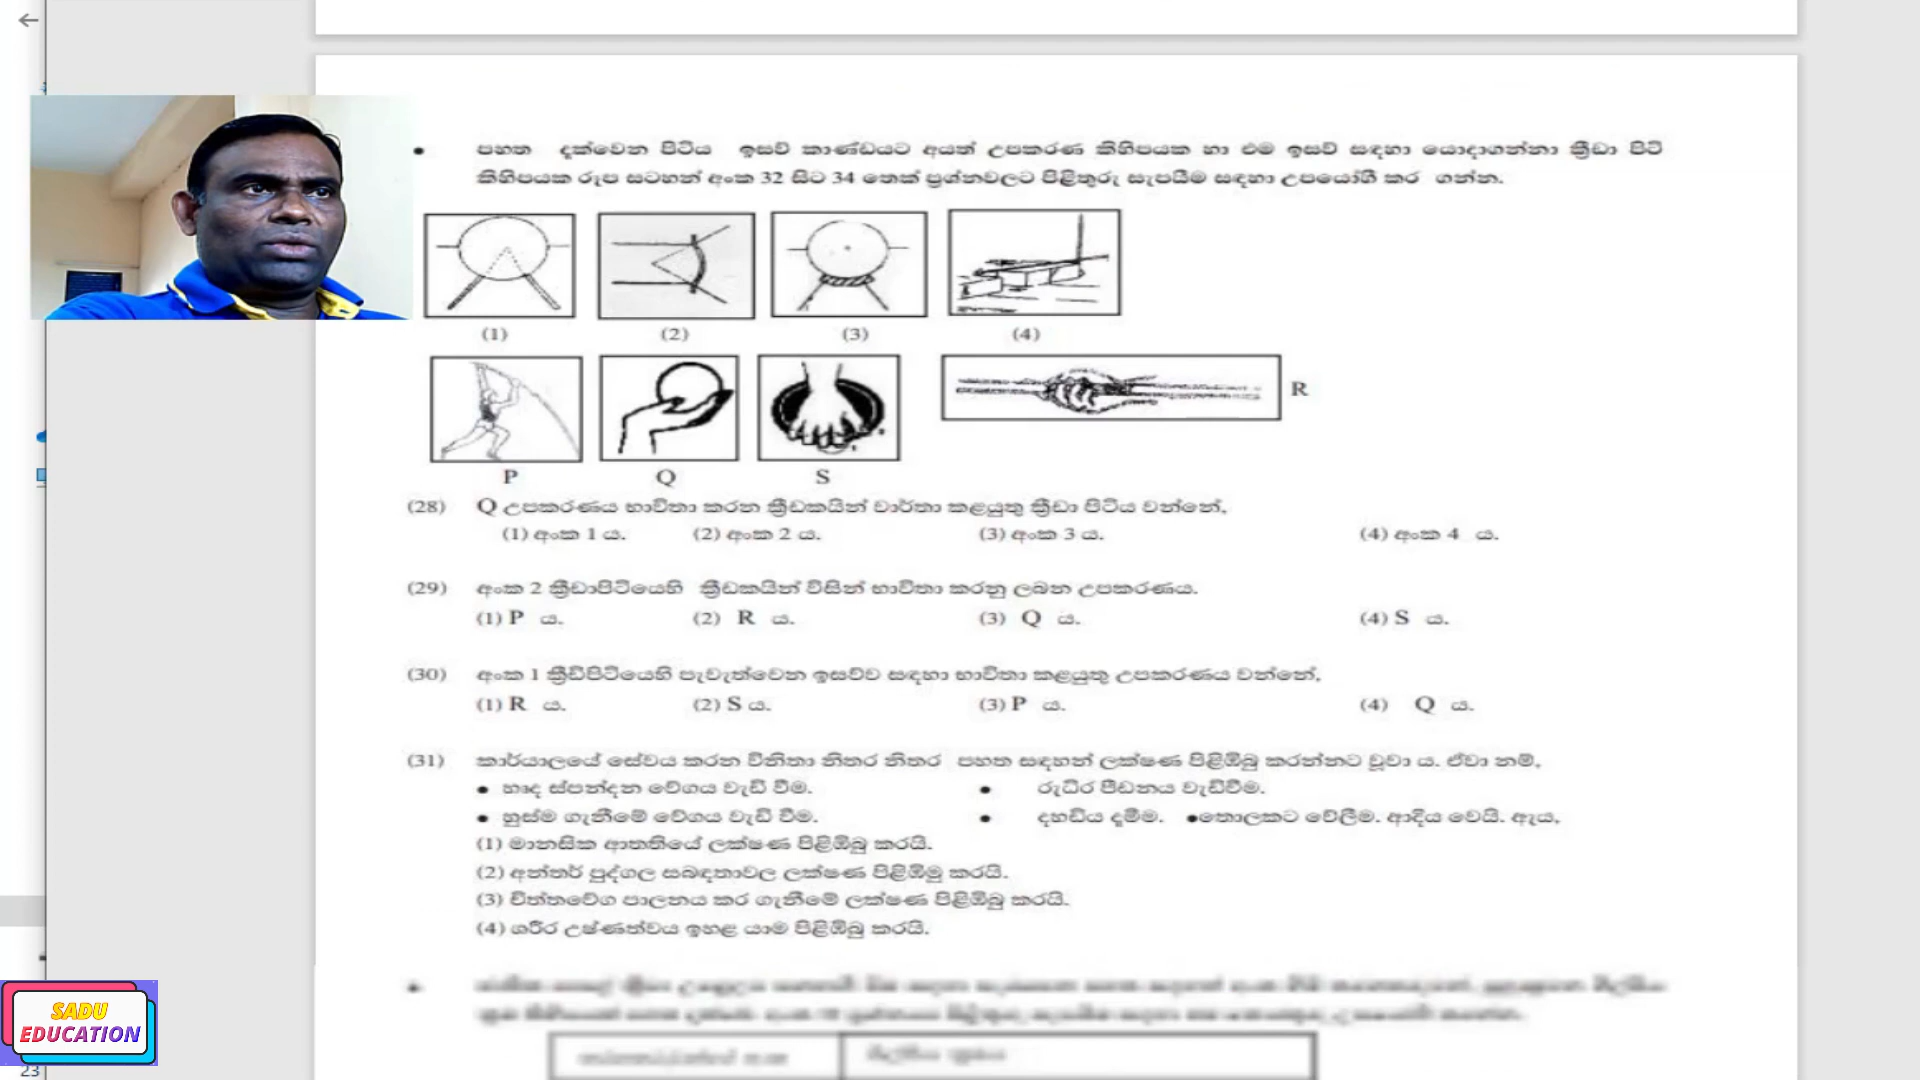 • පහත දැක්වෙන පිටිය ඉසව් කාණ්ඩයට අයත් උපකරණ කිහිපයක හා එම ඉසව් සඳහා යොදාගන්නා ක්‍රීඩා පිටි
කිහිපයක රූප සටහන් අංක 32 සිට 34 තෙක් ප්‍රශ්නවලට පිළිතුරු සැපයීම සඳහා උපයෝගී කර ගන්න.
(1) (2) (3) (4)
R
P Q S
(28) Q උපකරණය භාවිතා කරන ක්‍රීඩකයින් වාර්තා කළයුතු ක්‍රීඩා පිටිය වන්නේ,
(1) අංක 1 ය. (2) අංක 2 ය. (3) අංක 3 ය. (4) අංක 4 ය.
(29) අංක 2 ක්‍රීඩාපිටියෙහි ක්‍රීඩකයින් විසින් භාවිතා කරනු ලබන උපකරණය.
(1) P ය. (2) R ය. (3) Q ය. (4) S ය.
(30) අංක 1 ක්‍රීඩිපිටියෙහි පැවැත්වෙන ඉසව්ව සඳහා භාවිතා කළයුතු උපකරණය වන්නේ,
(1) R ය. (2) S ය. (3) P ය. (4) Q ය.
(31) කාර්යාලයේ සේවය කරන විනිතා නිතර නිතර පහත සඳහන් ලක්ෂණ පිළිඹිබු කරන්නට වූවා ය. ඒවා නම්,
• හෘද ස්පන්දන වේගය වැඩි වීම. • රුධිර පීඩනය වැඩිවීම.
• හුස්ම ගැනීමේ වේගය වැඩි වීම. • දහඩිය දැමීම. •තොලකට වේලීම. ආදිය වෙයි. ඇය,
(1) මානසික ආතතියේ ලක්ෂණ පිළිඹිබු කරයි.
(2) අන්තර් පුද්ගල සබඳතාවල ලක්ෂණ පිළිඹිමු කරයි.
(3) චිත්තවේග පාලනය කර ගැනීමේ ලක්ෂණ පිළිඹිබු කරයි.
(4) ශරීර උෂ්ණත්වය ඉහළ යාම පිළිඹිබු කරයි.
SADU
EDUCATION
23